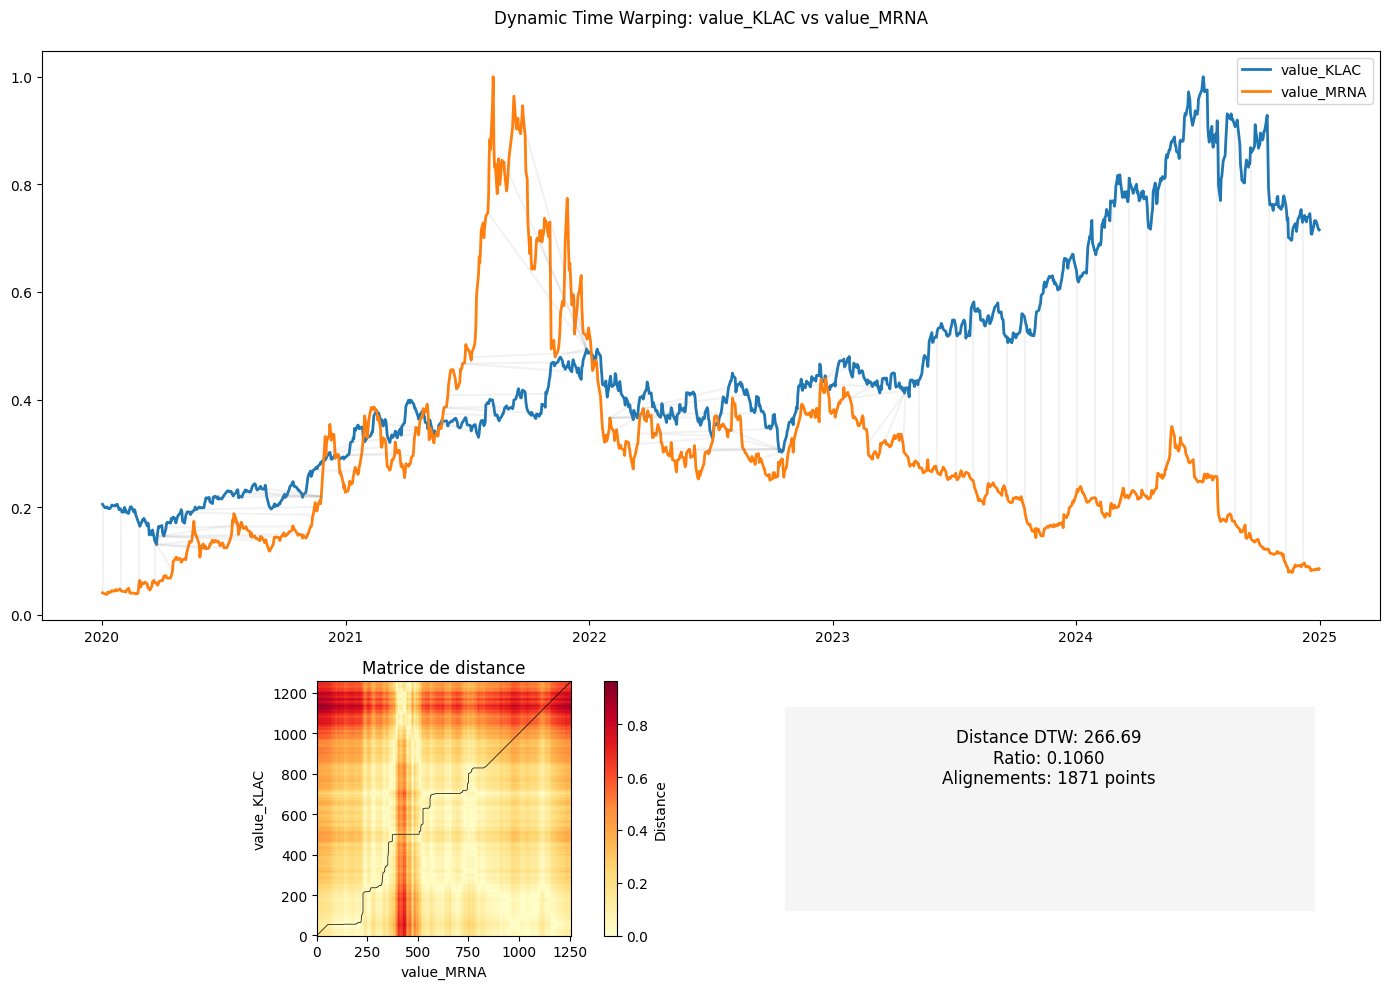 Dynamic Time Warping: value_KLAC vs value_MRNA
value_KLAC
value_MRNA
1.0
0.8
0.6
0.4
0.2
0.0
2020 2021 2022 2023 2024 2025
Matrice de distance
value_KLAC
1200
1000
800
600
400
200
0
0 250 500 750 1000 1250
value_MRNA
0.8
0.6
0.4
0.2
0.0
Distance
Distance DTW: 266.69
Ratio: 0.1060
Alignements: 1871 points